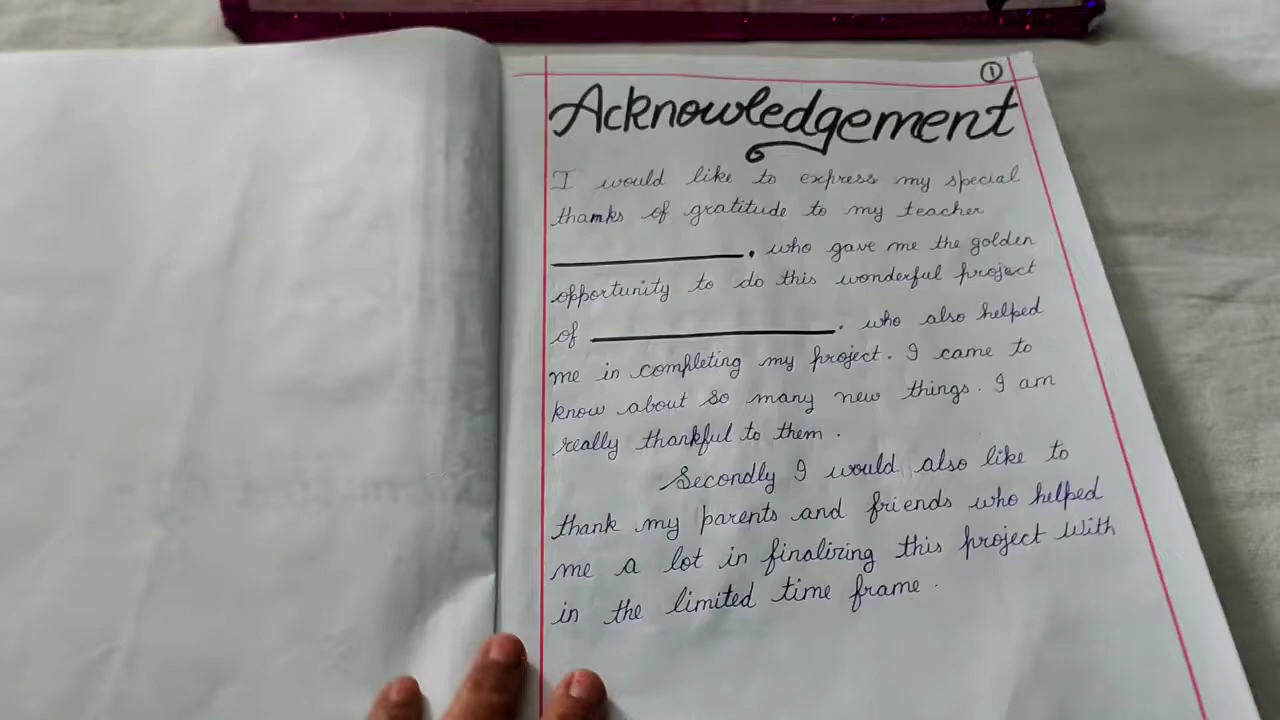 ①
Acknowledgement
I would like to express my special
thanks of gratitude to my teacher
__________. who gave me the golden
opportunity to do this wonderful project
of __________. who also helped
me in completing my project. I came to
know about so many new things. I am
really thankful to them.
Secondly I would also like to
thank my parents and friends who helped
me a lot in finalizing this project with
in the limited time frame.